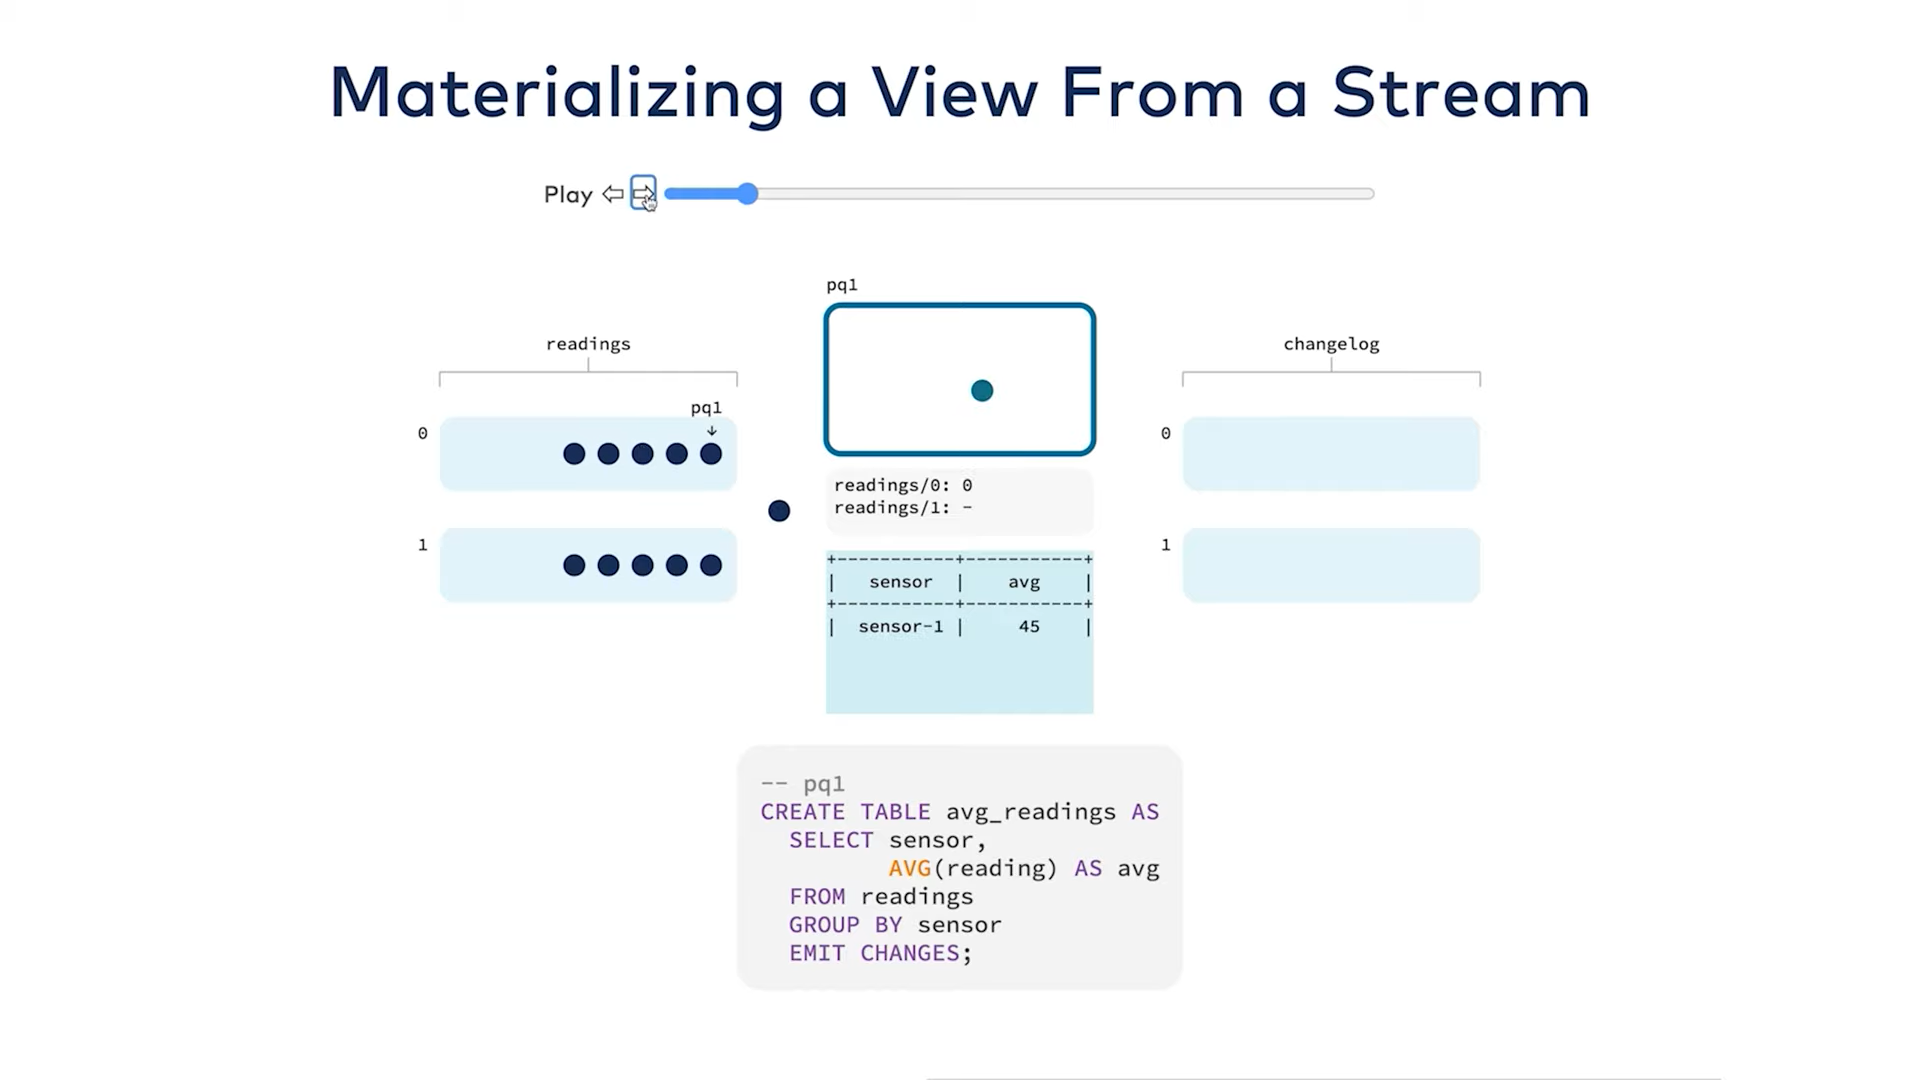 Materializing a View From a Stream
Play ⇦ ⇨
pq1
readings
changelog
pq1
↓
0
0
readings/0: 0
readings/1: -
1
1
+-----------+-----------+
| sensor | avg |
+-----------+-----------+
| sensor-1 | 45 |
-- pq1
CREATE TABLE avg_readings AS
SELECT sensor,
AVG(reading) AS avg
FROM readings
GROUP BY sensor
EMIT CHANGES;